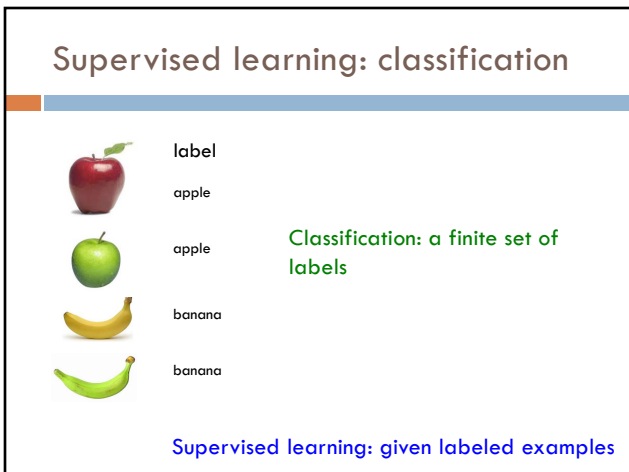 Supervised learning: classification
label
apple
apple
Classification: a finite set of
labels
banana
banana
Supervised learning: given labeled examples